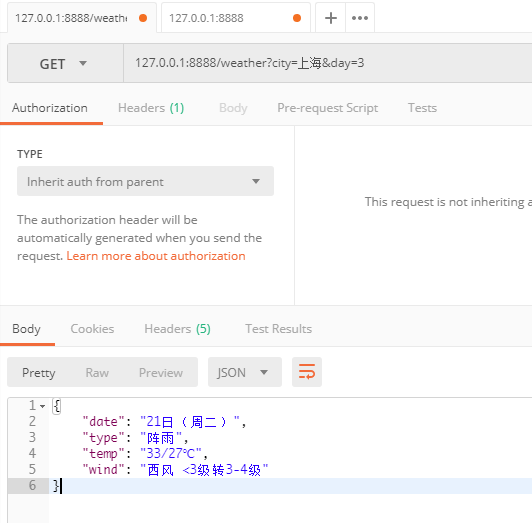 127.0.0.1:8888/weathe
127.0.0.1:8888
GET
127.0.0.1:8888/weather?city=上海&day=3
Authorization
Headers (1)
Body
Pre-request Script
Tests
TYPE
Inherit auth from parent
The authorization header will be
automatically generated when you send the
request. Learn more about authorization
This request is not inheriting a
Body
Cookies
Headers (5)
Test Results
Pretty
Raw
Preview
JSON
1 {
2 "date": "21日（周二）",
3 "type": "阵雨",
4 "temp": "33/27℃",
5 "wind": "西风 <3级转3-4级"
6 }